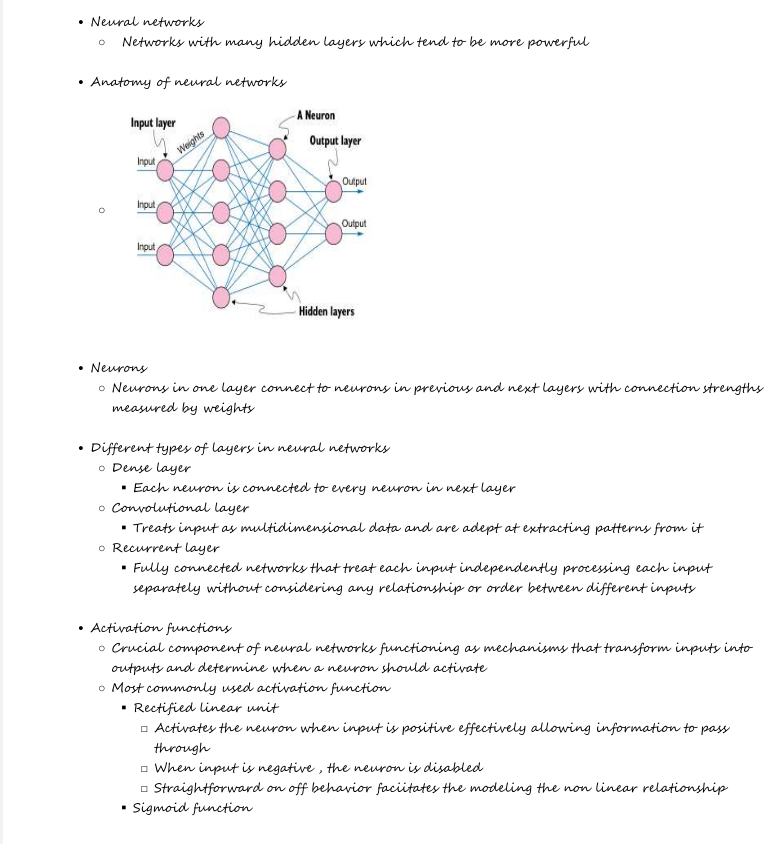 Neural networks
Networks with many hidden layers which tend to be more powerful
Anatomy of neural networks
A Neuron
Input layer
Weights
Output layer
Input
Output
Input
Output
Input
Hidden layers
Neurons
Neurons in one layer connect to neurons in previous and next layers with connection strengths
measured by weights
Different types of layers in neural networks
Dense layer
Each neuron is connected to every neuron in next layer
Convolutional layer
Treats input as multidimensional data and are adept at extracting patterns from it
Recurrent layer
Fully connected networks that treat each input independently processing each input
separately without considering any relationship or order between different inputs
Activation functions
Crucial component of neural networks functioning as mechanisms that transform inputs into
outputs and determine when a neuron should activate
Most commonly used activation function
Rectified linear unit
Activates the neuron when input is positive effectively allowing information to pass
through
When input is negative , the neuron is disabled
Straightforward on off behavior faciitates the modeling the non linear relationship
Sigmoid function